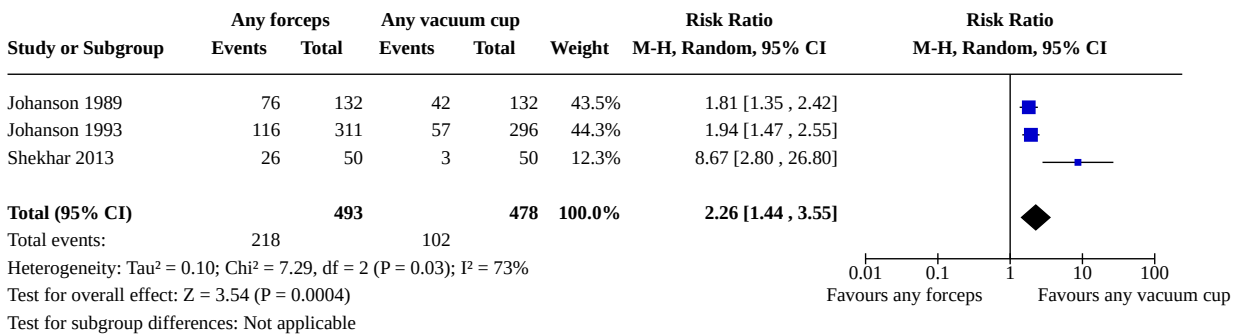 Any forceps Any vacuum cup Risk Ratio Risk Ratio
Study or Subgroup Events Total Events Total Weight M-H, Random, 95% CI M-H, Random, 95% CI
Johanson 1989 76 132 42 132 43.5% 1.81 [1.35 , 2.42]
Johanson 1993 116 311 57 296 44.3% 1.94 [1.47 , 2.55]
Shekhar 2013 26 50 3 50 12.3% 8.67 [2.80 , 26.80]
Total (95% CI) 493 478 100.0% 2.26 [1.44 , 3.55]
Total events: 218 102
Heterogeneity: Tau² = 0.10; Chi² = 7.29, df = 2 (P = 0.03); I² = 73%
0.01 0.1 1 10 100
Test for overall effect: Z = 3.54 (P = 0.0004)
Favours any forceps Favours any vacuum cup
Test for subgroup differences: Not applicable